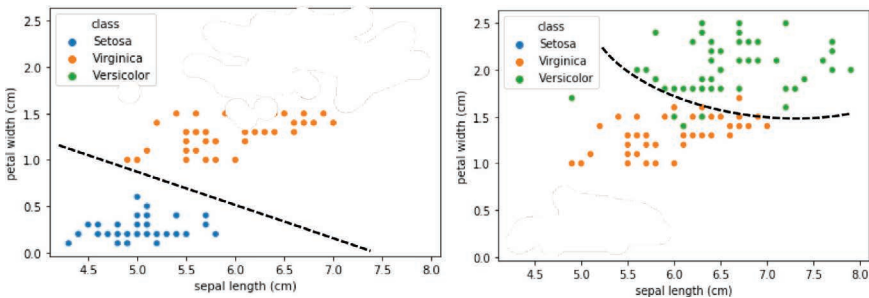 class
Setosa
Virginica
Versicolor
2.5
2.0
1.5
1.0
0.5
0.0
petal width (cm)
4.5 5.0 5.5 6.0 6.5 7.0 7.5 8.0
sepal length (cm)
class
Setosa
Virginica
Versicolor
2.5
2.0
1.5
1.0
0.5
0.0
petal width (cm)
4.5 5.0 5.5 6.0 6.5 7.0 7.5 8.0
sepal length (cm)